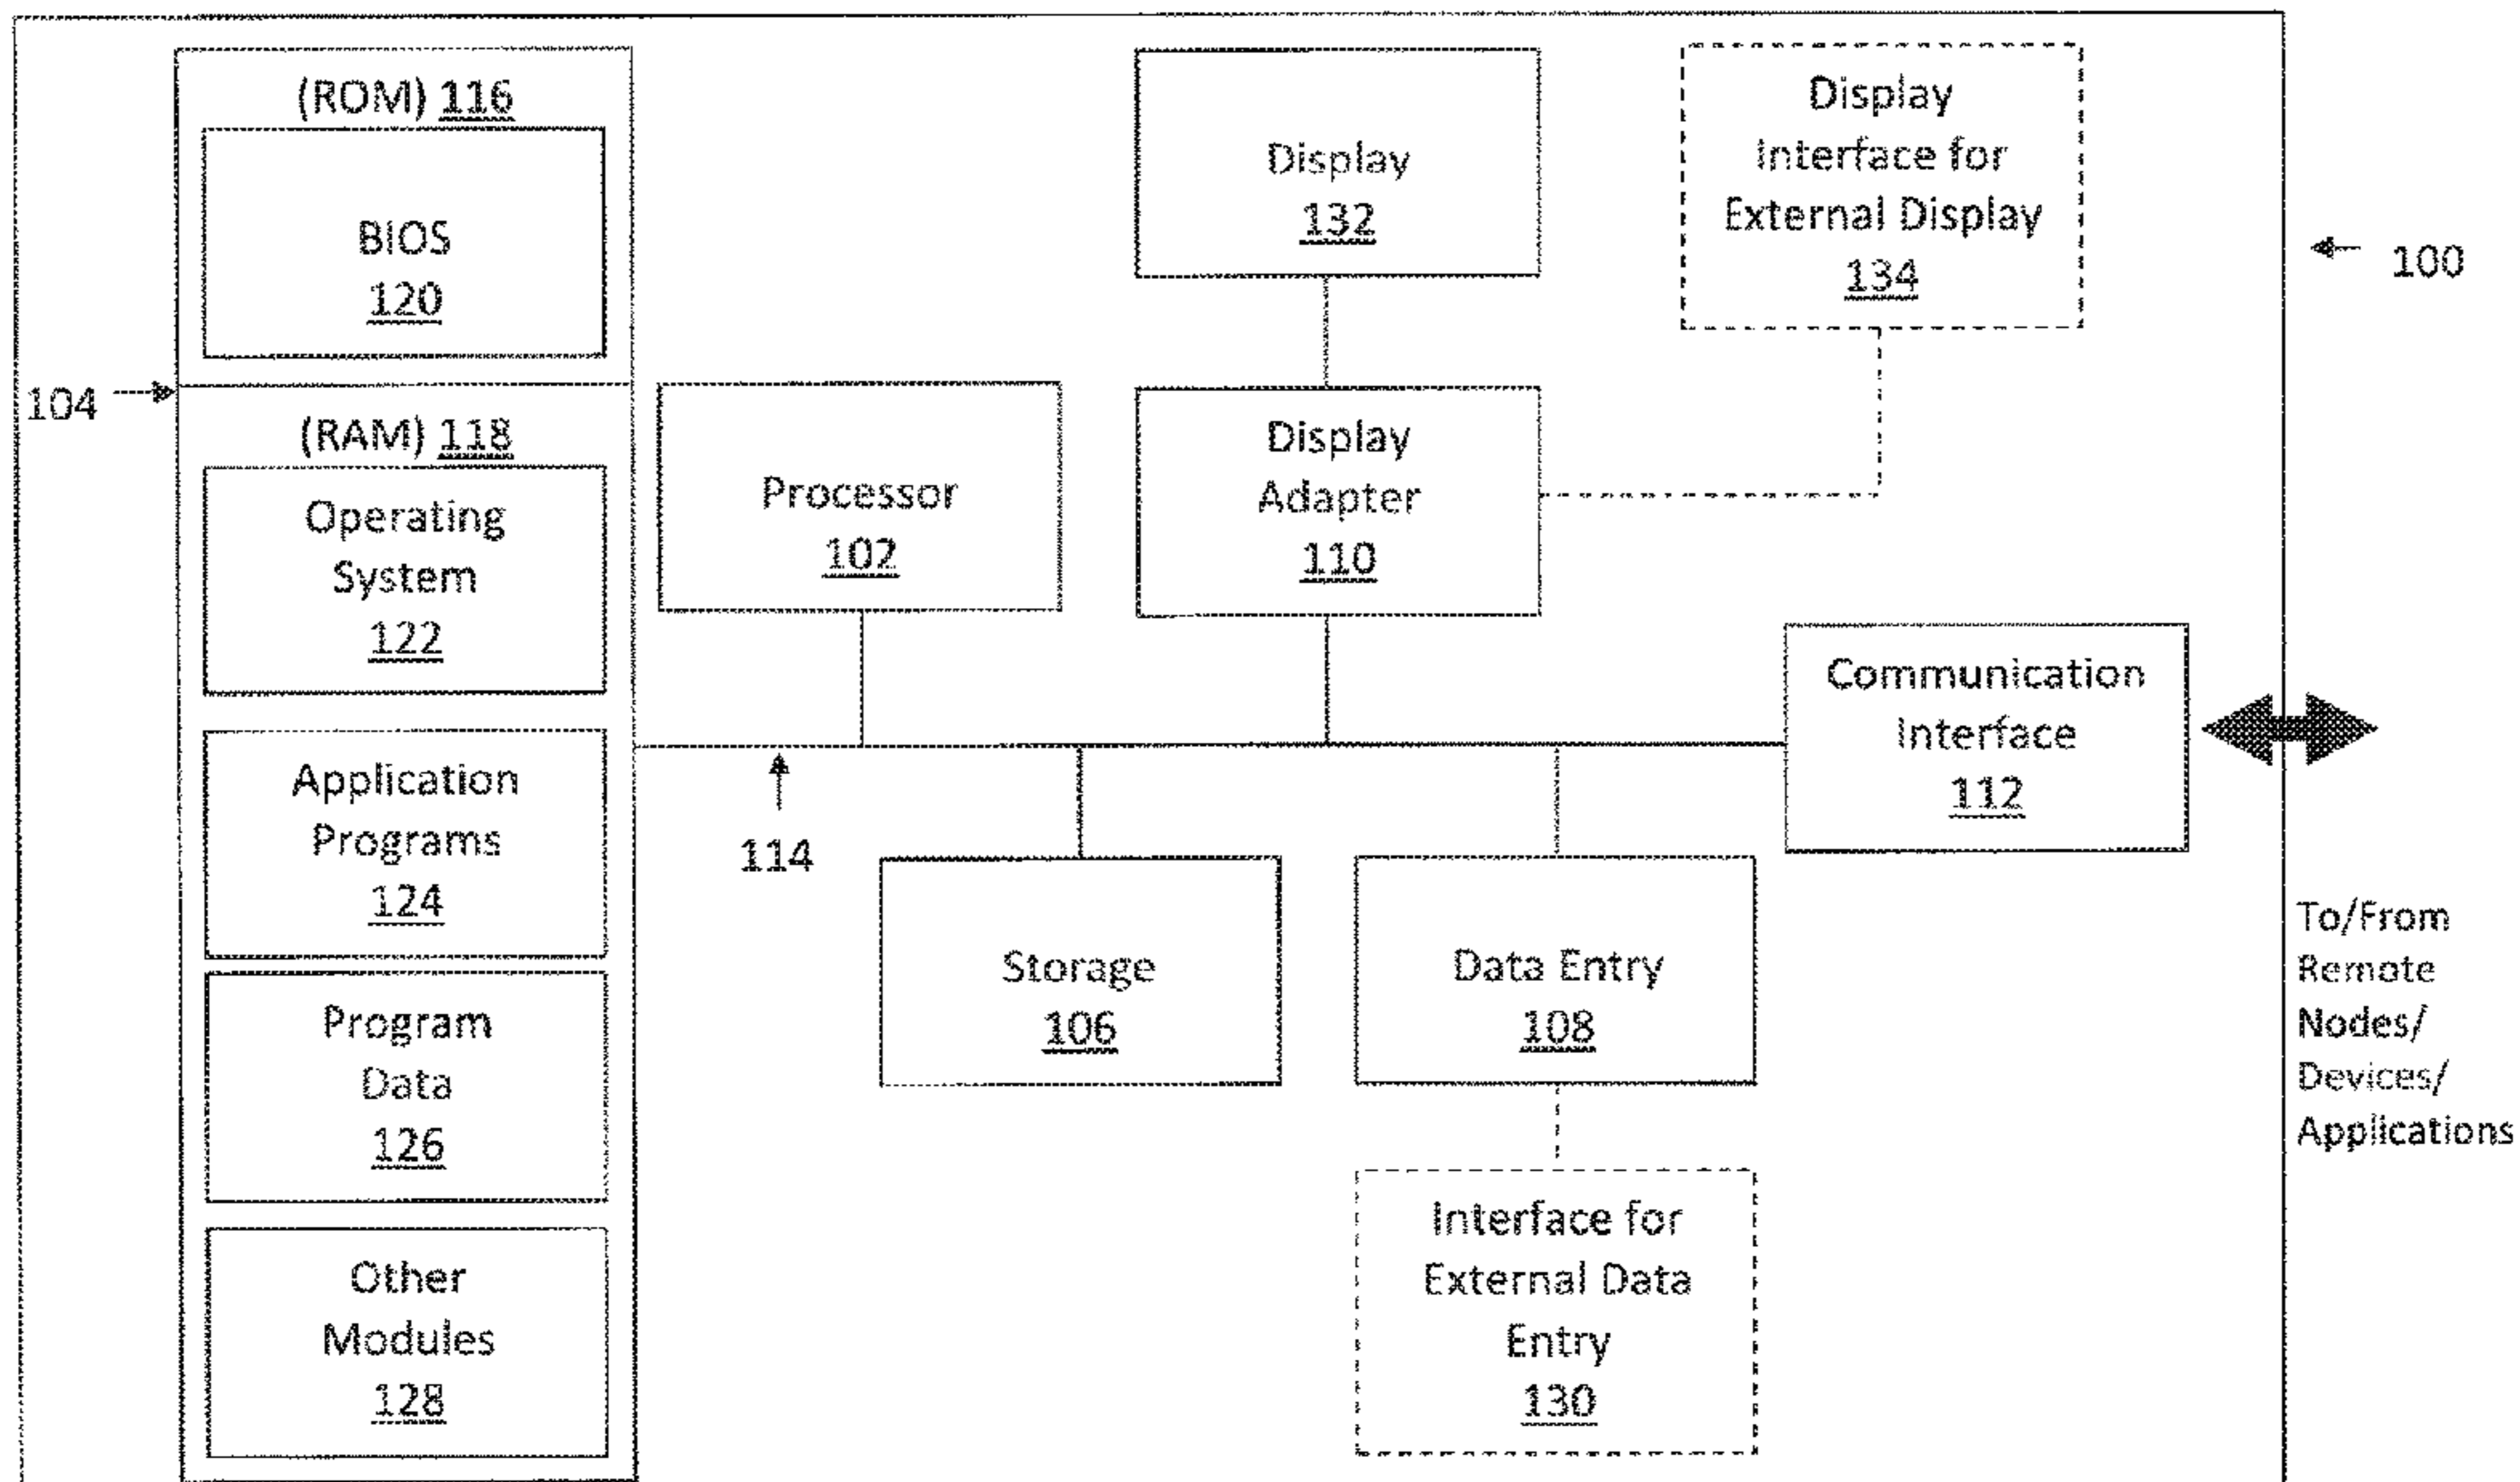 (ROM) 116
BIOS
120
104
(RAM) 118
Operating
System
122
Application
Programs
124
Program
Data
126
Other
Modules
128
Processor
102
114
Display
132
Display
Adapter
110
Display
Interface for
External Display
134
100
Storage
106
Data Entry
108
Interface for
External Data
Entry
130
Communication
Interface
112
To/From
Remote
Nodes/
Devices/
Applications